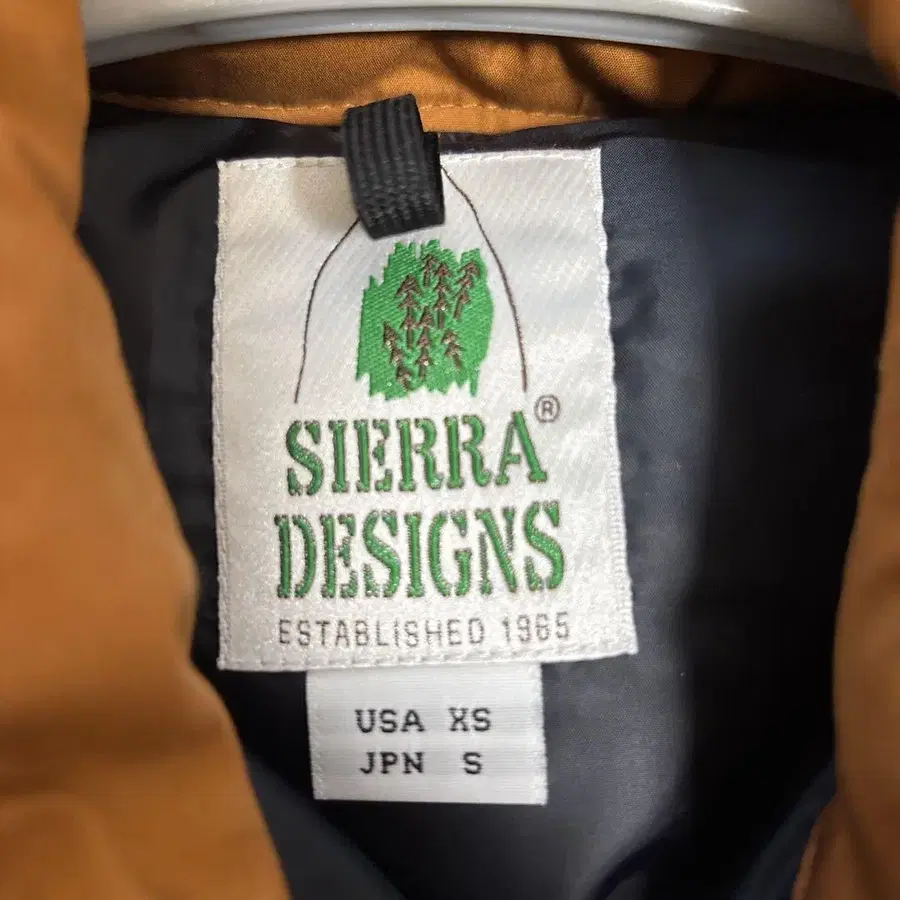 SIERRA®
DESIGNS
ESTABLISHED 1965
USA XS
JPN S